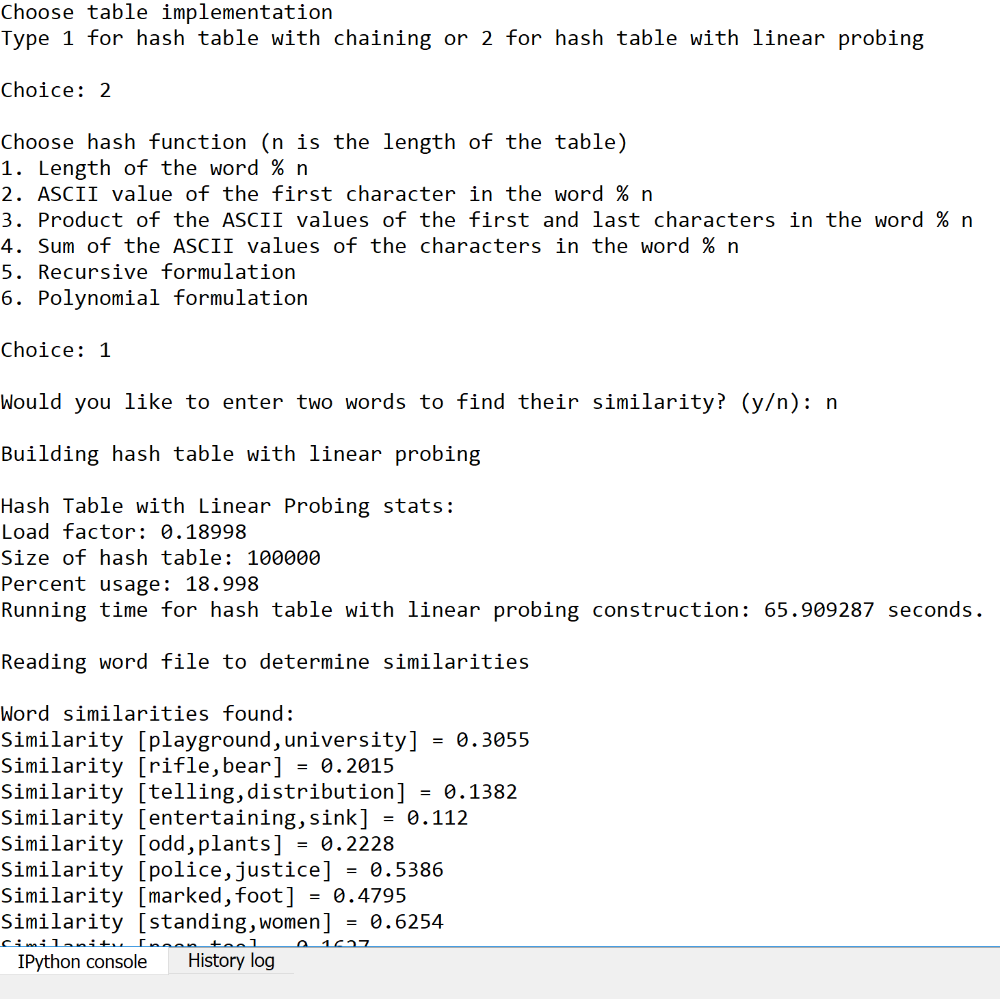 Choose table implementation
Type 1 for hash table with chaining or 2 for hash table with linear probing
Choice: 2
Choose hash function (n is the length of the table)
1. Length of the word % n
2. ASCII value of the first character in the word % n
3. Product of the ASCII values of the first and last characters in the word % n
4. Sum of the ASCII values of the characters in the word % n
5. Recursive formulation
6. Polynomial formulation
Choice: 1
Would you like to enter two words to find their similarity? (y/n): n
Building hash table with linear probing
Hash Table with Linear Probing stats:
Load factor: 0.18998
Size of hash table: 100000
Percent usage: 18.998
Running time for hash table with linear probing construction: 65.909287 seconds.
Reading word file to determine similarities
Word similarities found:
Similarity [playground,university] = 0.3055
Similarity [rifle,bear] = 0.2015
Similarity [telling,distribution] = 0.1382
Similarity [entertaining,sink] = 0.112
Similarity [odd,plants] = 0.2228
Similarity [police,justice] = 0.5386
Similarity [marked,foot] = 0.4795
Similarity [standing,women] = 0.6254
Similarity
IPython console History log